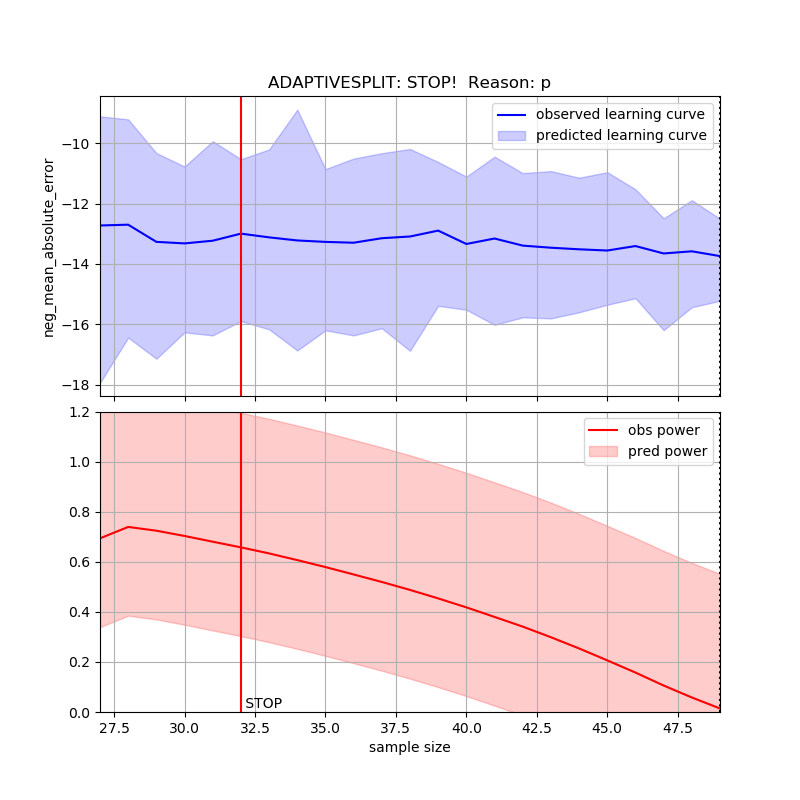 ADAPTIVESPLIT: STOP!  Reason: p
observed learning curve
predicted learning curve
neg_mean_absolute_error
−10
−12
−14
−16
−18
obs power
pred power
1.2
1.0
0.8
0.6
0.4
0.2
0.0
STOP
27.5 30.0 32.5 35.0 37.5 40.0 42.5 45.0 47.5
sample size